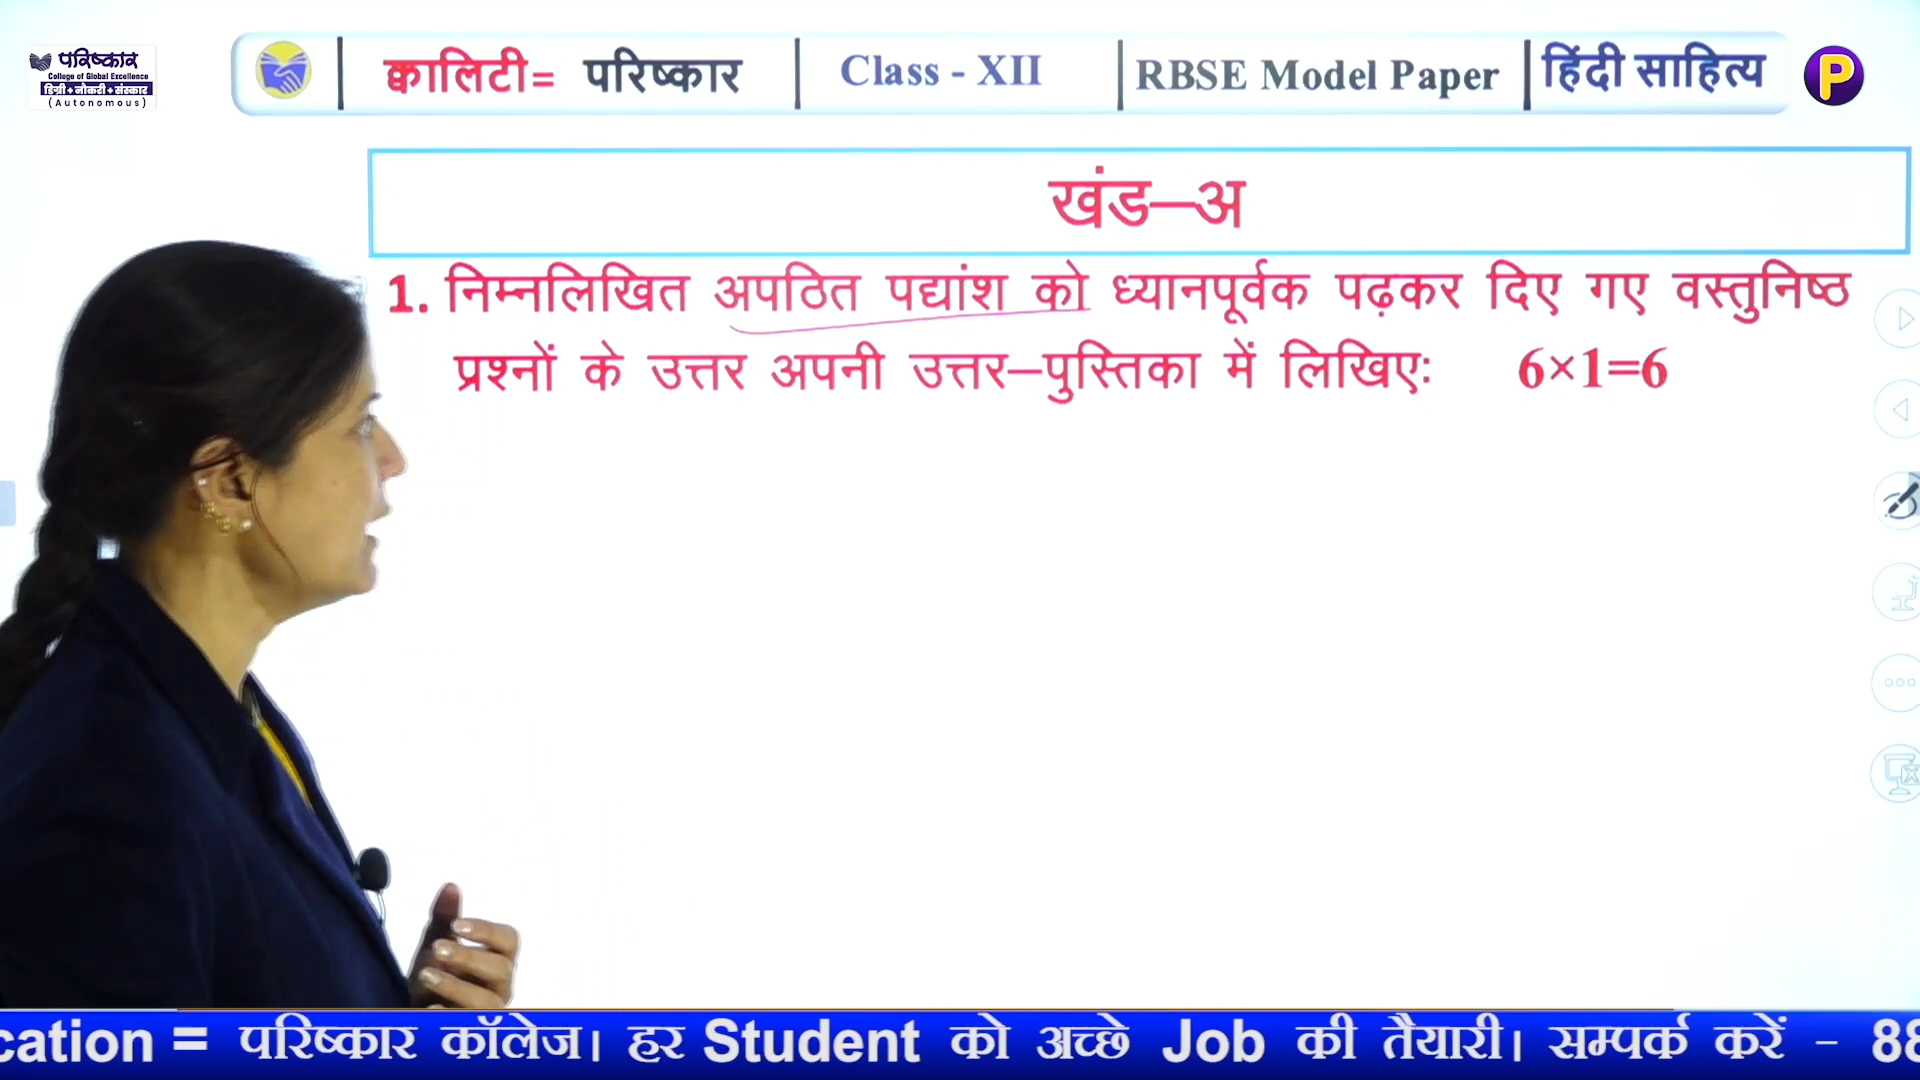 परिष्कार
College of Global Excellence
डिग्री + नौकरी + संस्कार
(Autonomous)
क्वालिटी= परिष्कार
Class - XII
RBSE Model Paper
हिंदी साहित्य
P
खंड–अ
1. निम्नलिखित अपठित पद्यांश को ध्यानपूर्वक पढ़कर दिए गए वस्तुनिष्ठ
प्रश्नों के उत्तर अपनी उत्तर–पुस्तिका में लिखिएः 6×1=6
cation = परिष्कार कॉलेज। हर Student को अच्छे Job की तैयारी। सम्पर्क करें - 88